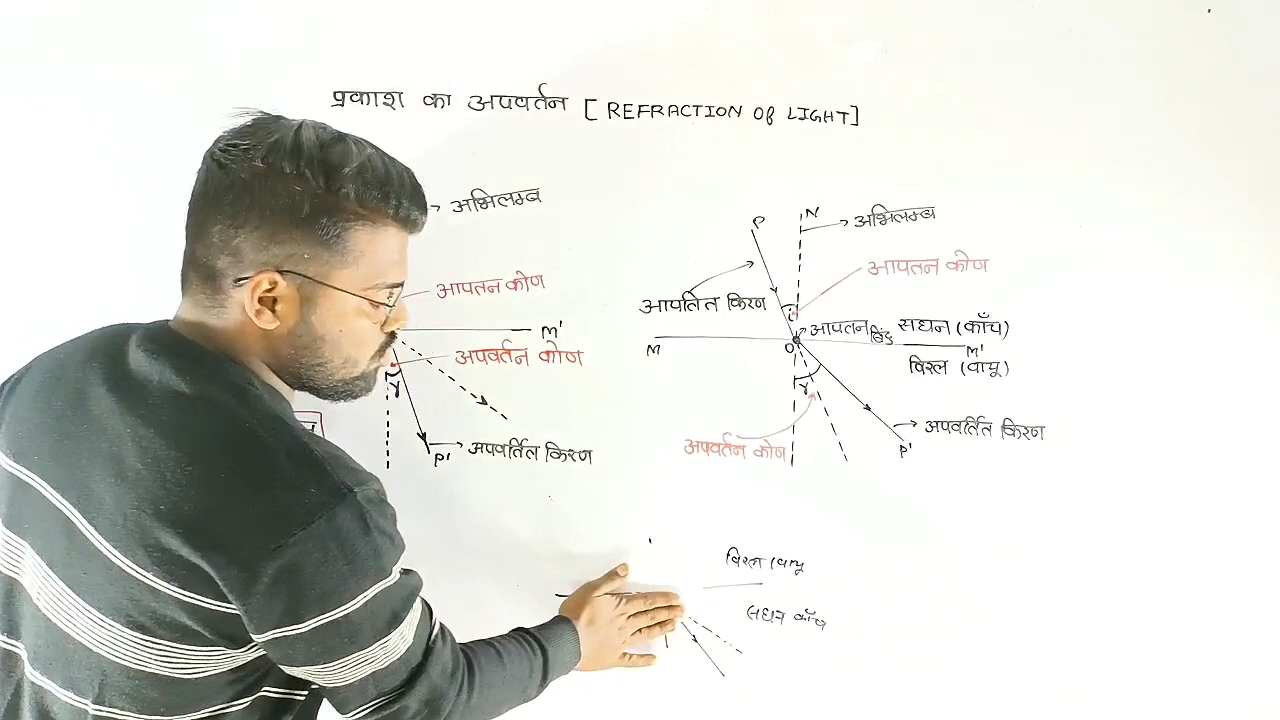 प्रकाश का अपवर्तन [REFRACTION Of LIGHT]
अभिलम्ब
आपतन कोण
M'
अपवर्तन कोण
r
अपवर्तित किरण
P'
P
N
अभिलम्ब
आपतन कोण
आपतित किरण
i
आपतन बिंदु
सघन (काँच)
M
O
M'
विरल (वायू)
r
अपवर्तन कोण
अपवर्तित किरण
P'
विरल (वायू
सघन काँच